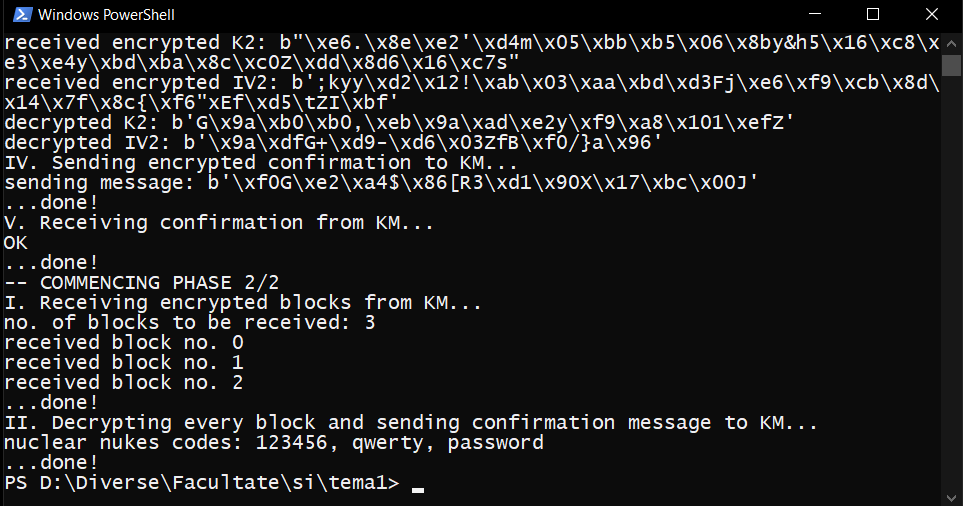 Windows PowerShell
received encrypted K2: b"\xe6.\x8e\xe2'\xd4m\x05\xbb\xb5\x06\x8by&h5\x16\xc8\x
e3\xe4y\xbd\xba\x8c\xc0Z\xdd\x8d6\x16\xc7s"
received encrypted IV2: b';kyy\xd2\x12!\xab\x03\xaa\xbd\xd3Fj\xe6\xf9\xcb\x8d\
x14\x7f\x8c{\xf6"xEf\xd5\tZI\xbf'
decrypted K2: b'G\x9a\xb0\xb0,\xeb\x9a\xad\xe2y\xf9\xa8\x101\xefZ'
decrypted IV2: b'\x9a\xdfG+\xd9-\xd6\x03ZfB\xf0/}a\x96'
IV. Sending encrypted confirmation to KM...
sending message: b'\xf0G\xe2\xa4$\x86[R3\xd1\x90X\x17\xbc\x00J'
...done!
V. Receiving confirmation from KM...
OK
...done!
-- COMMENCING PHASE 2/2
I. Receiving encrypted blocks from KM...
no. of blocks to be received: 3
received block no. 0
received block no. 1
received block no. 2
...done!
II. Decrypting every block and sending confirmation message to KM...
nuclear nukes codes: 123456, qwerty, password
...done!
PS D:\Diverse\Facultate\si\tema1>